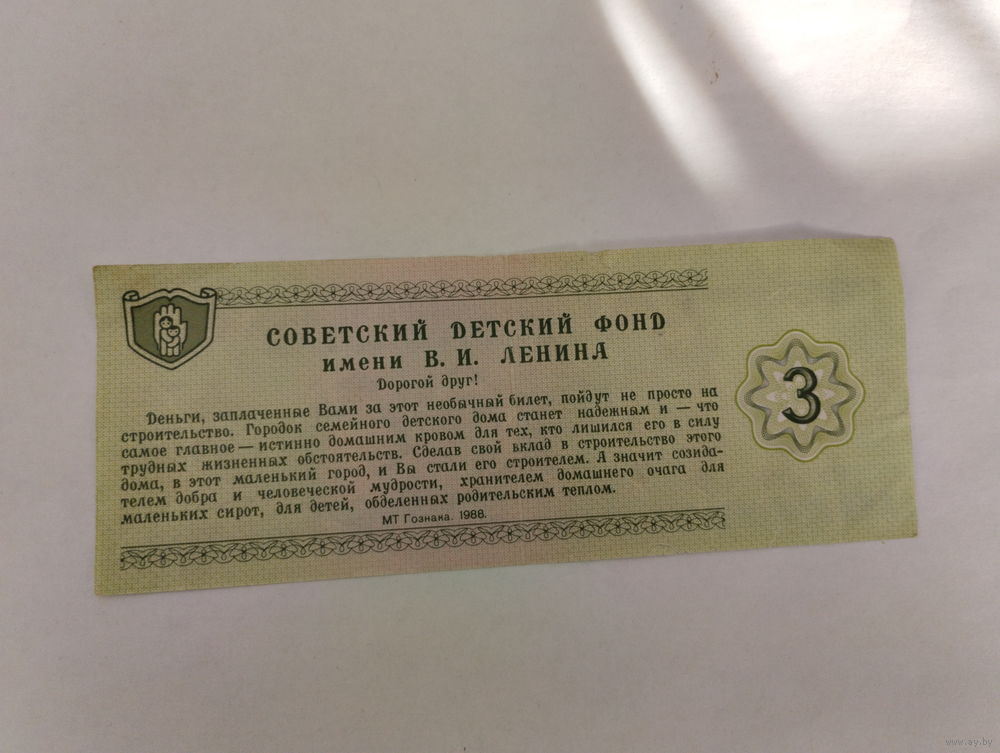 СОВЕТСКИЙ ДЕТСКИЙ ФОНД
имени В. И. ЛЕНИНА
Дорогой друг!
Деньги, заплаченные Вами за этот необычный билет, пойдут не просто на
строительство. Городок семейного детского дома станет надежным и — что
самое главное — истинно домашним кровом для тех, кто лишился его в силу
трудных жизненных обстоятельств. Сделав свой вклад в строительство этого
дома, в этот маленький город, и Вы стали его строителем. А значит созида-
телем добра и человеческой мудрости, хранителем домашнего очага для
маленьких сирот, для детей, обделенных родительским теплом.
МТ Гознака. 1988.
3
www.ay.by